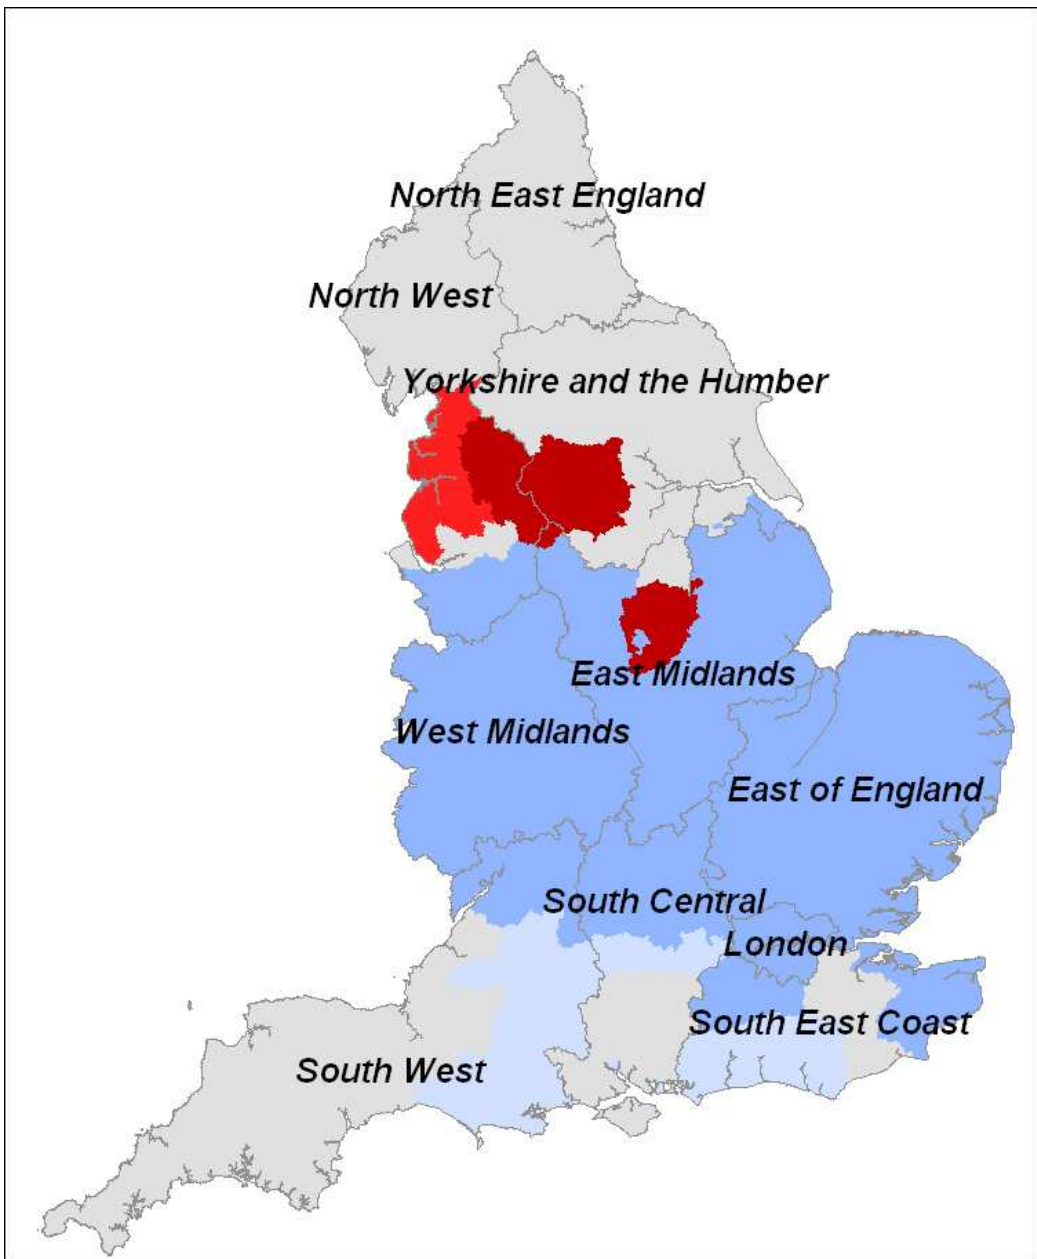 North East England
North West
Yorkshire and the Humber
East Midlands
West Midlands
East of England
South Central
London
South East Coast
South West